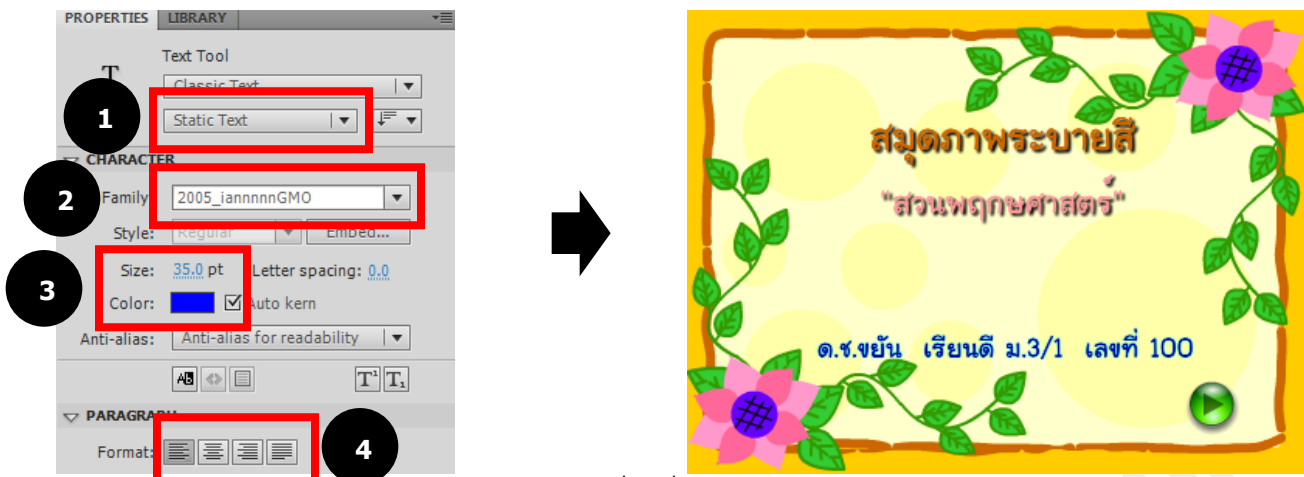 PROPERTIES LIBRARY
Text Tool
T
Classic Text
1
Static Text
CHARACTER
2
Family: 2005_iannnnnGMO
Style: Regular Embed...
3
Size: 35.0 pt Letter spacing: 0.0
Color: Auto kern
Anti-alias: Anti-alias for readability
T¹ T₁
PARAGRAPH
Format:
4
สมุดภาพระบายสี
"สวนพฤกษศาสตร์"
ด.ช.ขยัน เรียนดี ม.3/1 เลขที่ 100